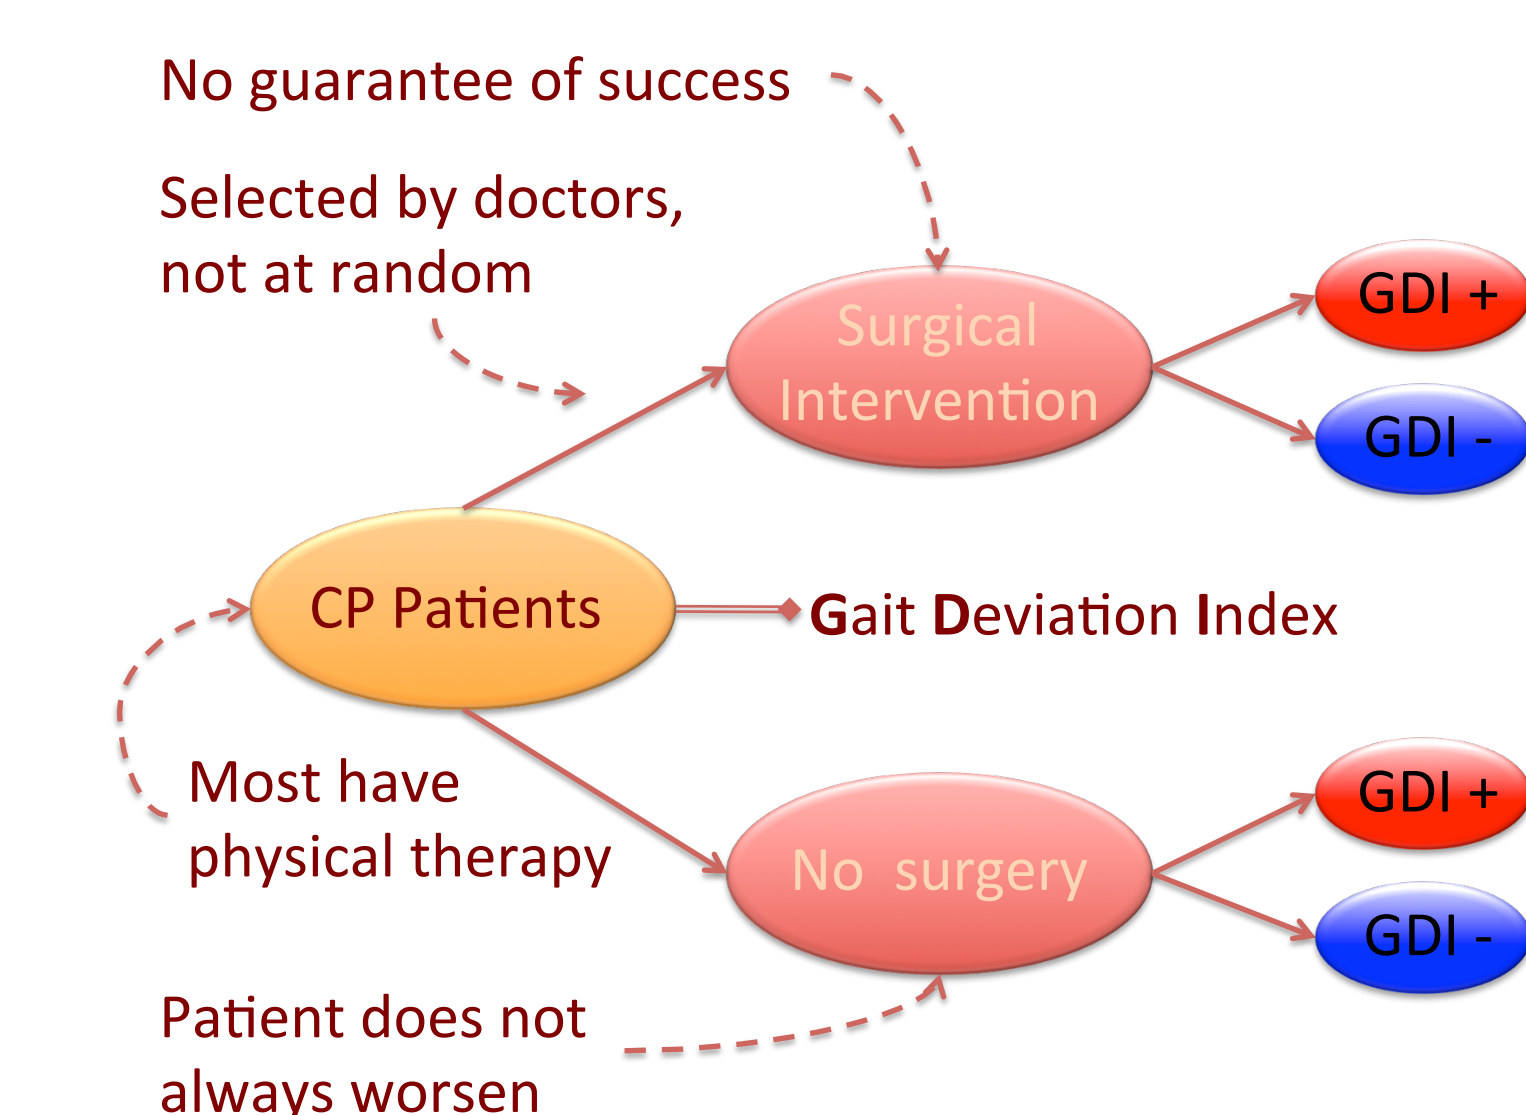 No guarantee of success
Selected by doctors,
not at random
Surgical
Intervention
GDI +
GDI -
CP Patients
Gait Deviation Index
Most have
physical therapy
No surgery
GDI +
GDI -
Patient does not
always worsen